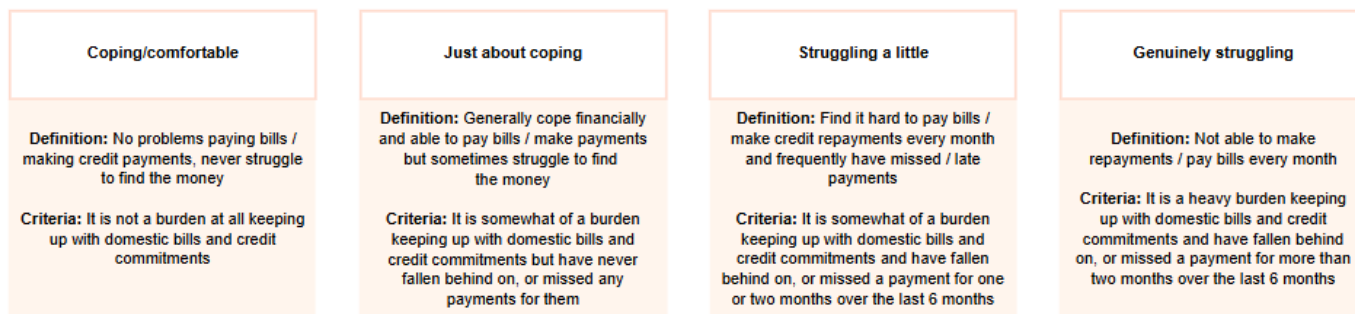 Coping/comfortable
Definition: No problems paying bills /
making credit payments, never struggle
to find the money
Criteria: It is not a burden at all keeping
up with domestic bills and credit
commitments
Just about coping
Definition: Generally cope financially
and able to pay bills / make payments
but sometimes struggle to find
the money
Criteria: It is somewhat of a burden
keeping up with domestic bills and
credit commitments but have never
fallen behind on, or missed any
payments for them
Struggling a little
Definition: Find it hard to pay bills /
make credit repayments every month
and frequently have missed / late
payments
Criteria: It is somewhat of a burden
keeping up with domestic bills and
credit commitments and have fallen
behind on, or missed a payment for one
or two months over the last 6 months
Genuinely struggling
Definition: Not able to make
repayments / pay bills every month
Criteria: It is a heavy burden keeping
up with domestic bills and credit
commitments and have fallen behind
on, or missed a payment for more than
two months over the last 6 months